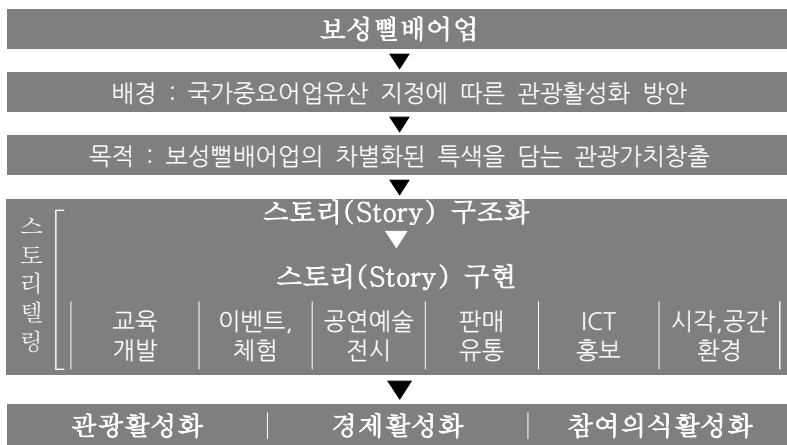 보성뻘배어업
배경 : 국가중요어업유산 지정에 따른 관광활성화 방안
목적 : 보성뻘배어업의 차별화된 특색을 담는 관광가치창출
스토리텔링
스토리(Story) 구조화
스토리(Story) 구현
교육 개발
이벤트, 체험
공연예술 전시
판매 유통
ICT 홍보
시각,공간 환경
관광활성화
경제활성화
참여의식활성화